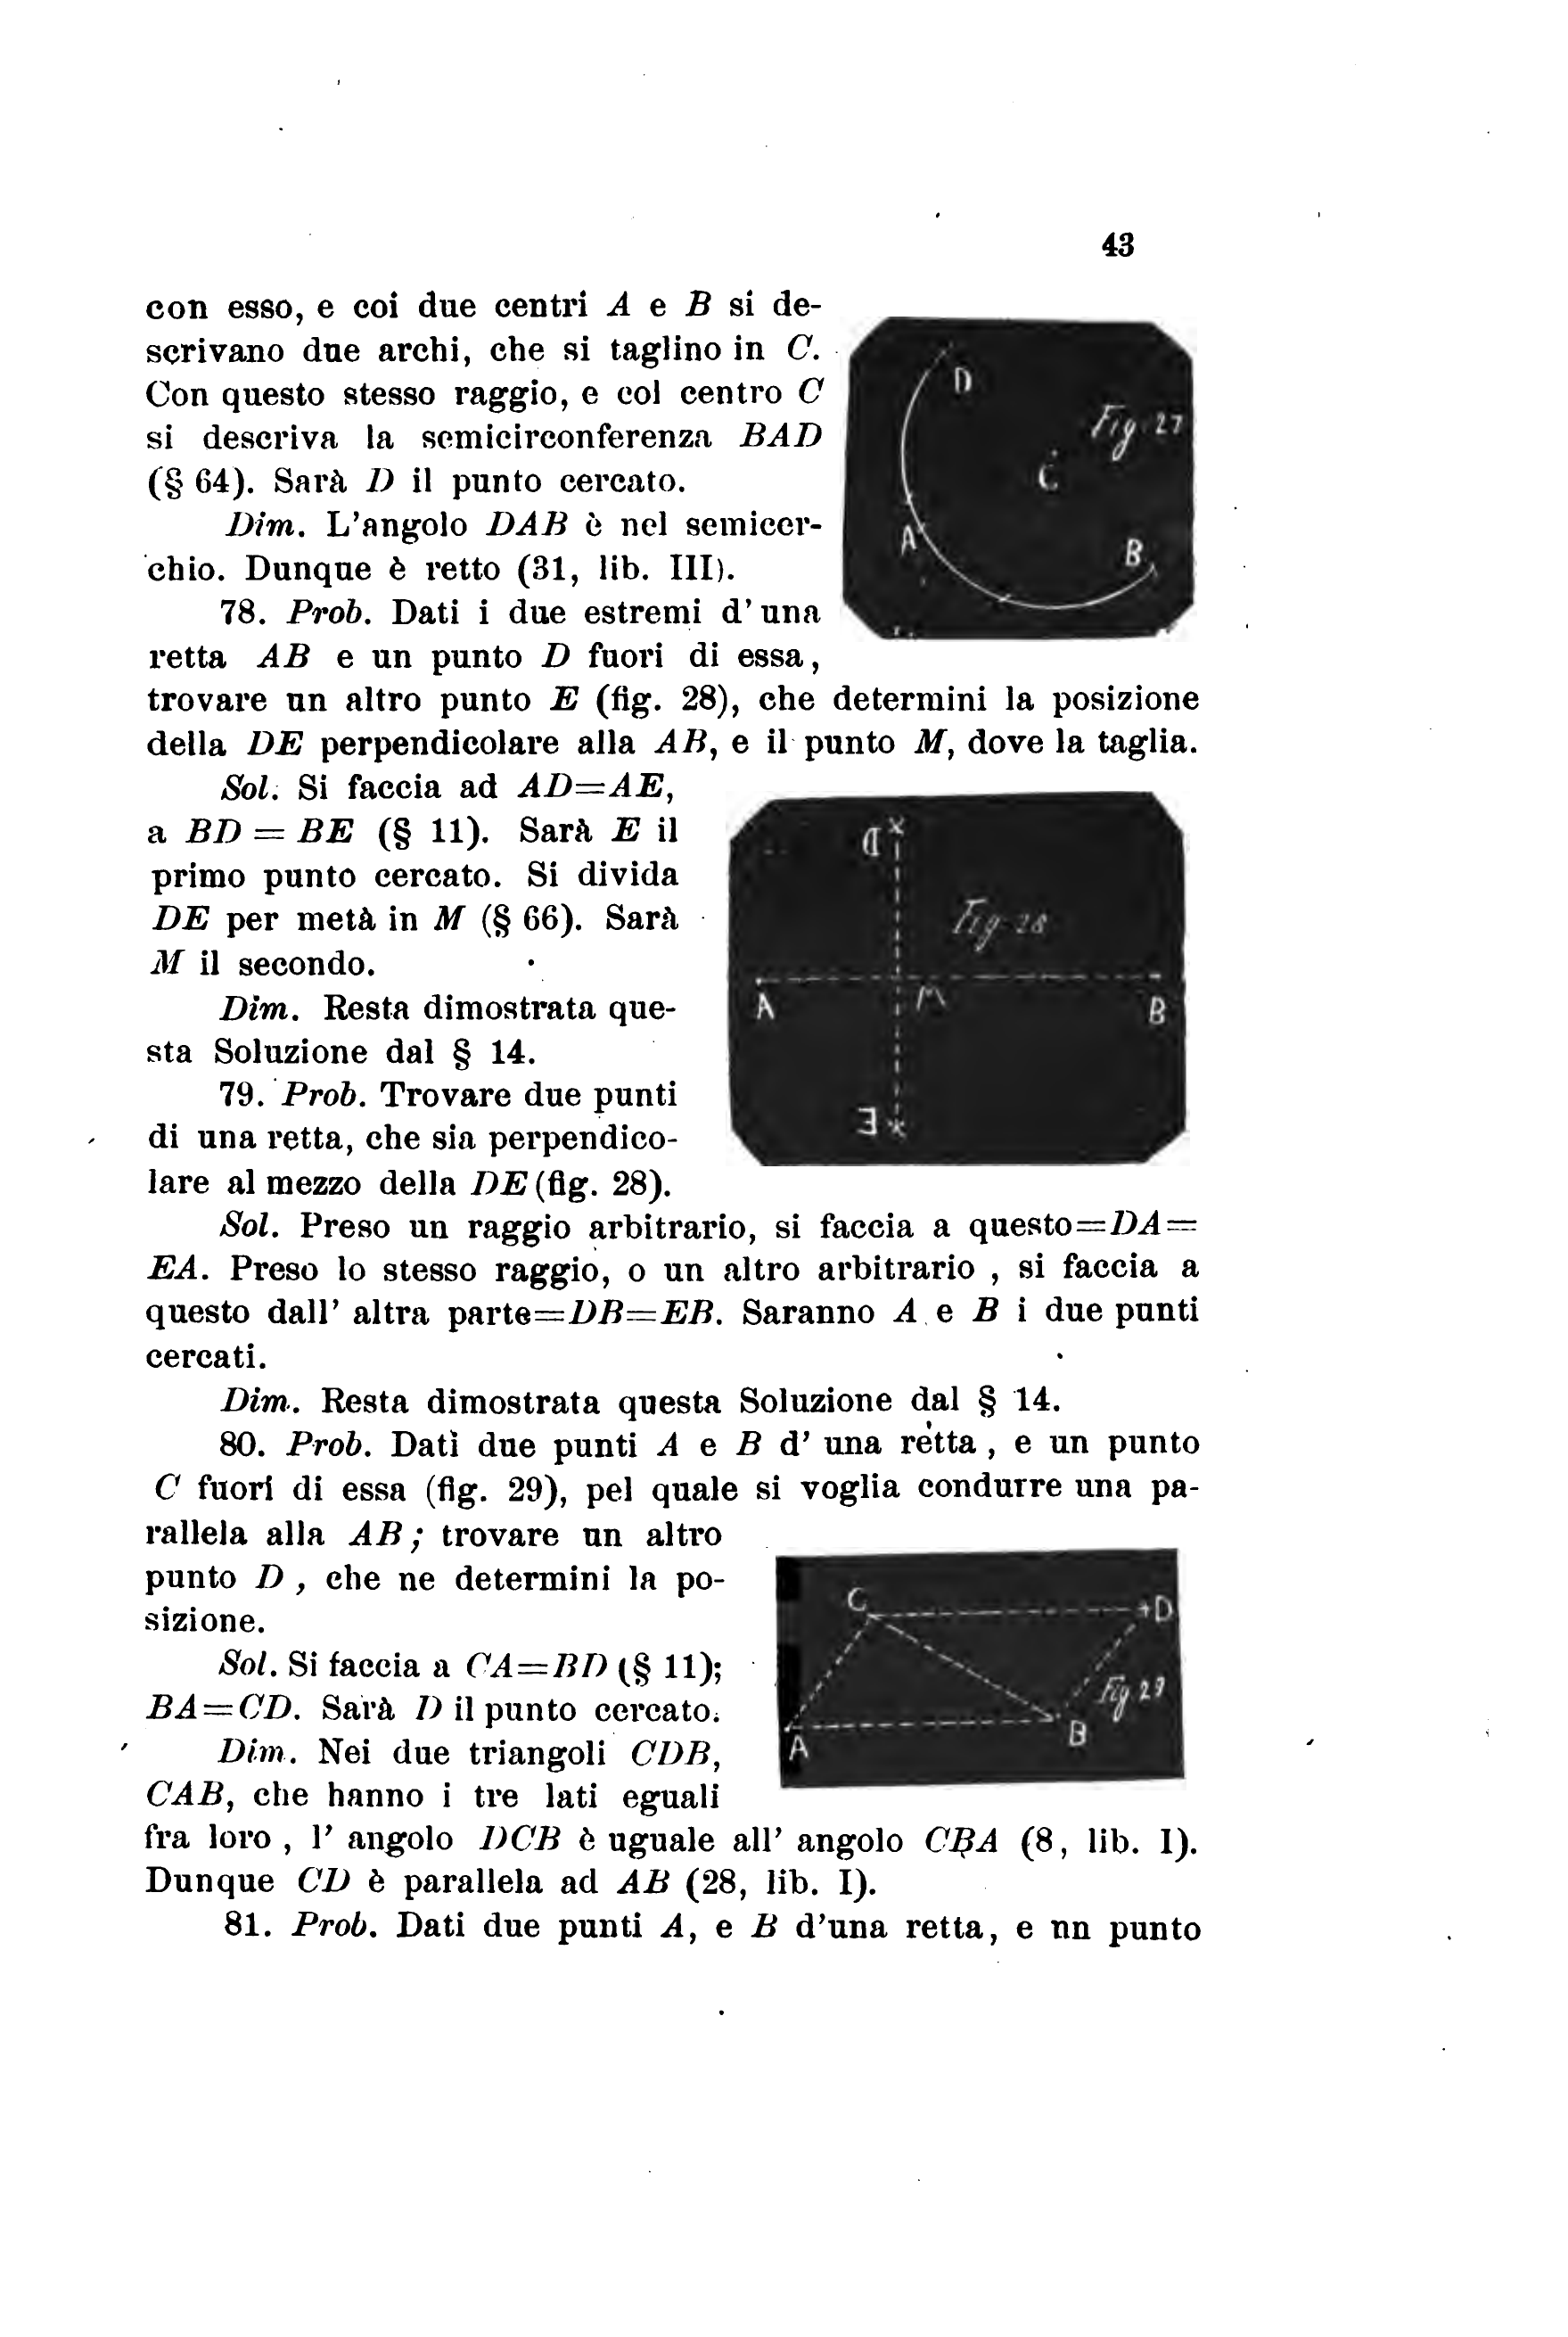 43
con esso, e coi due centri A e B si de-
scrivano due archi, che si taglino in C.
Con questo stesso raggio, e col centro C
si descriva la semicirconferenza BAD
(§ 64). Sarà D il punto cercato.
Dim. L'angolo DAB è nel semicer-
chio. Dunque è retto (31, lib. III).
D
Fig. 27
C
A
B
78. Prob. Dati i due estremi d' una
retta AB e un punto D fuori di essa,
trovare un altro punto E (fig. 28), che determini la posizione
della DE perpendicolare alla AB, e il punto M, dove la taglia.
Sol. Si faccia ad AD=AE,
a BD = BE (§ 11). Sarà E il
primo punto cercato. Si divida
DE per metà in M (§ 66). Sarà
M il secondo.
Dim. Resta dimostrata que-
sta Soluzione dal § 14.
D
Fig 28
A
M
B
E
79. Prob. Trovare due punti
di una retta, che sia perpendico-
lare al mezzo della DE (fig. 28).
Sol. Preso un raggio arbitrario, si faccia a questo=DA=
EA. Preso lo stesso raggio, o un altro arbitrario , si faccia a
questo dall' altra parte=DB=EB. Saranno A e B i due punti
cercati.
Dim. Resta dimostrata questa Soluzione dal § 14.
80. Prob. Dati due punti A e B d' una retta , e un punto
C fuori di essa (fig. 29), pel quale si voglia condurre una pa-
rallela alla AB ; trovare un altro
punto D , che ne determini la po-
sizione.
Sol. Si faccia a CA=BD (§ 11);
BA=CD. Sarà D il punto cercato.
Dim. Nei due triangoli CDB,
CAB, che hanno i tre lati eguali
C
D
Fig 29
A
B
fra loro , l' angolo DCB è uguale all' angolo CBA (8, lib. I).
Dunque CD è parallela ad AB (28, lib. I).
81. Prob. Dati due punti A, e B d'una retta, e nn punto